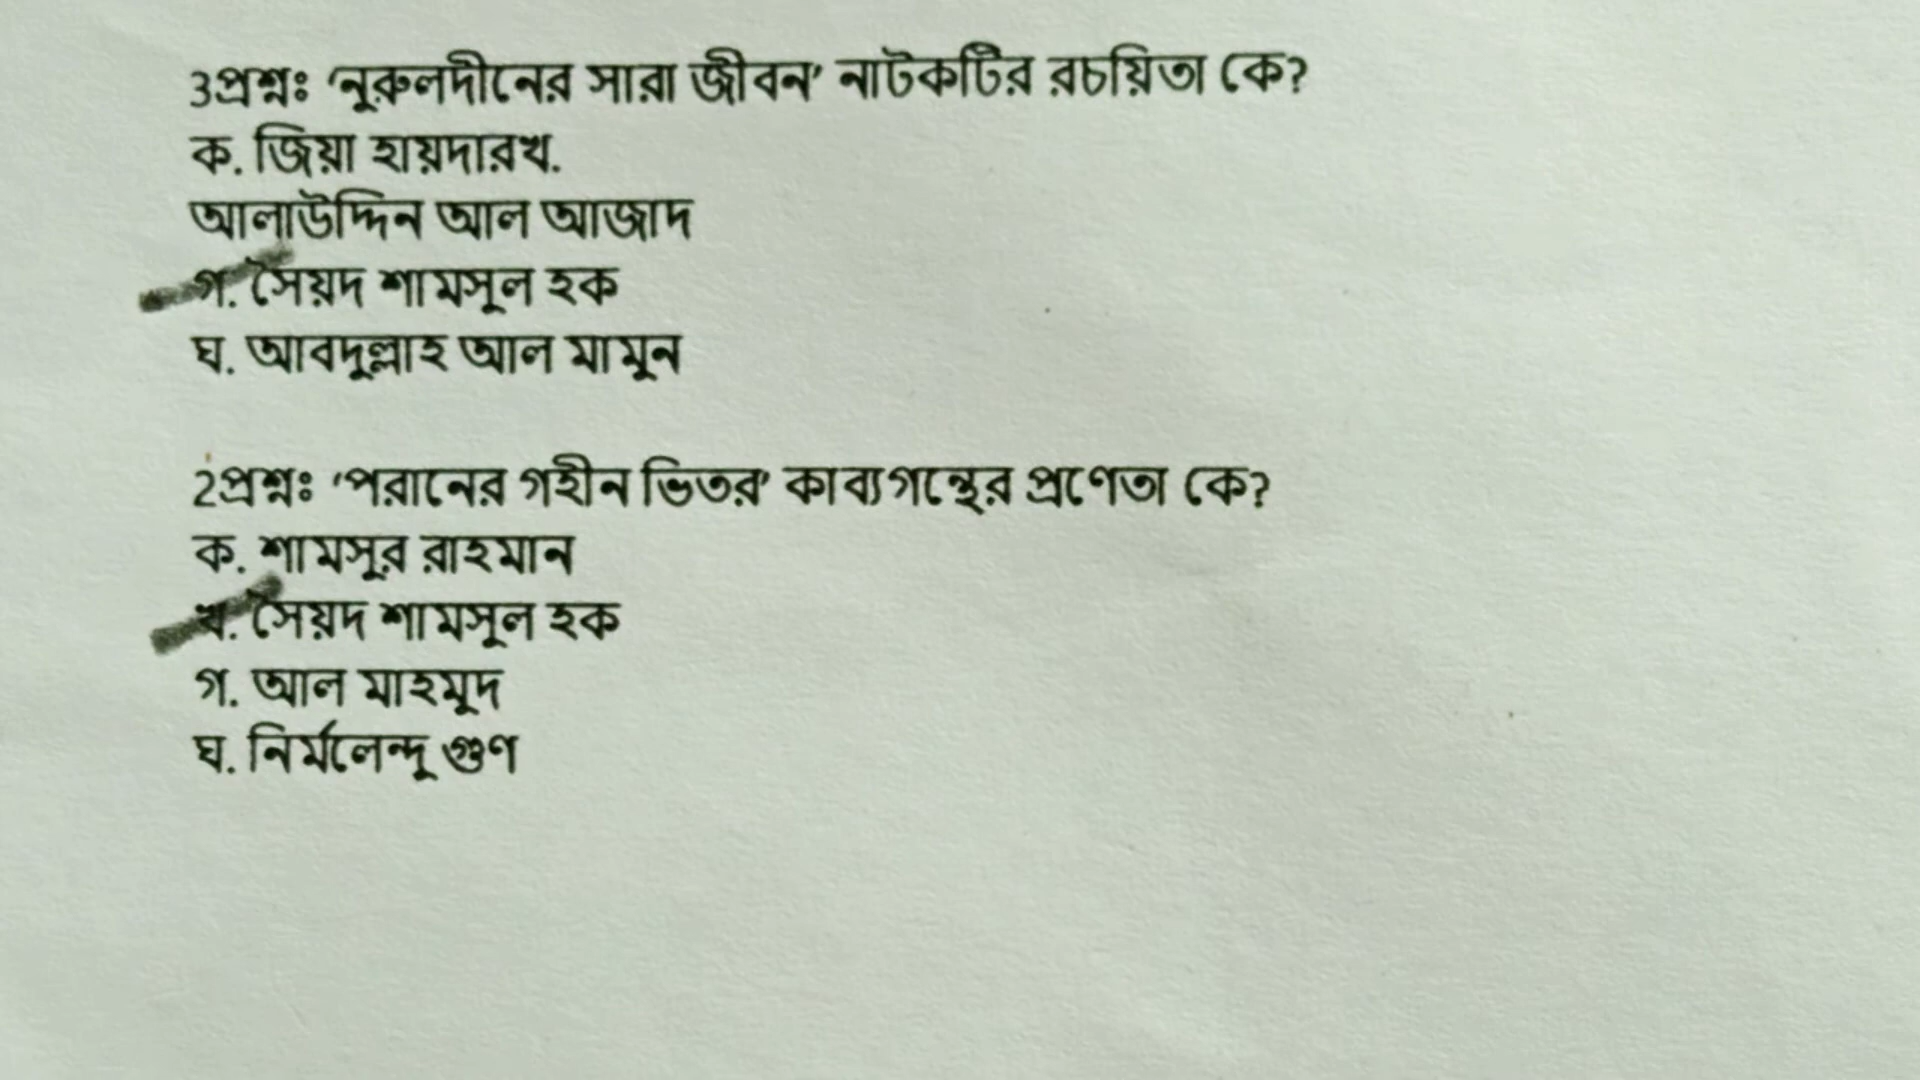 3প্রশ্নঃ ‘নুরুলদীনের সারা জীবন’ নাটকটির রচয়িতা কে?
ক. জিয়া হায়দারখ.
আলাউদ্দিন আল আজাদ
গ. সৈয়দ শামসুল হক
ঘ. আবদুল্লাহ আল মামুন
2প্রশ্নঃ ‘পরানের গহীন ভিতর’ কাব্যগন্থের প্রণেতা কে?
ক. শামসুর রাহমান
খ. সৈয়দ শামসুল হক
গ. আল মাহমুদ
ঘ. নির্মলেন্দু গুণ